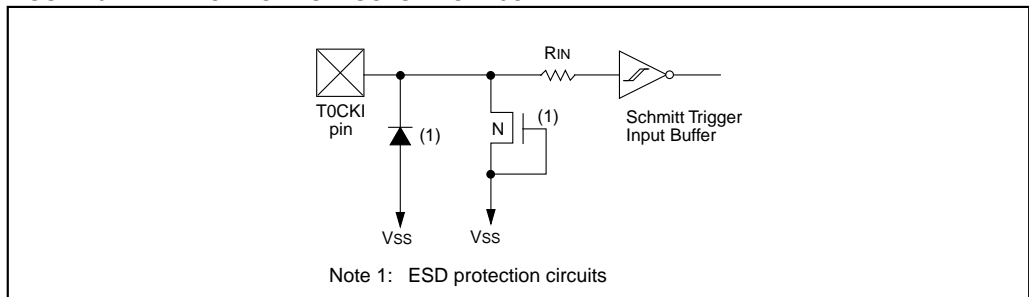 RIN
T0CKI
pin
(1)
N
(1)
Schmitt Trigger
Input Buffer
VSS
VSS
Note 1: ESD protection circuits